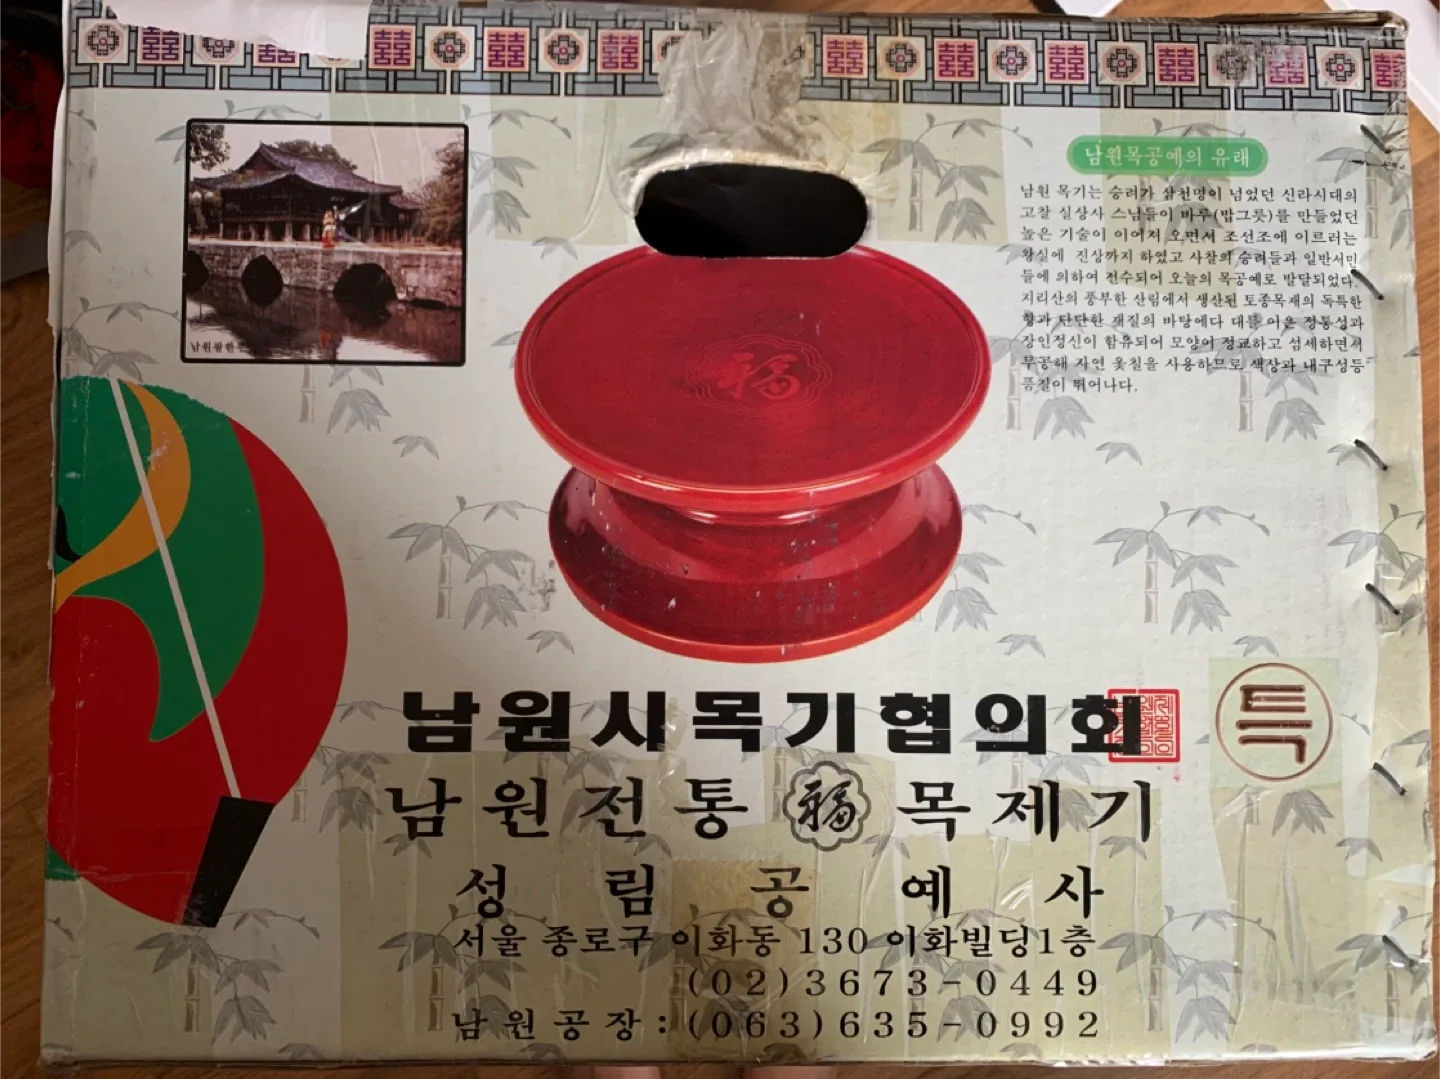 남원목공예의 유래
남원 목기는 승려가 삼천명이 넘었던 신라시대의
고찰 실상사 스님들이 바루(밥그릇)를 만들었던
높은 기술이 이어져 오면서 조선조에 이르러는
왕실에 진상까지 하였고 사찰의 승려들과 일반서민
들에 의하여 전수되어 오늘의 목공예로 발달되었다.
지리산의 풍부한 산림에서 생산된 토종목재의 독특한
향과 단단한 재질의 바탕에다 대를 이은 정통성과
장인정신이 함유되어 모양이 정교하고 섬세하면서
무공해 자연 옻칠을 사용하므로 색상과 내구성등
품질이 뛰어나다.
남원광한
福
남원시목기협의회
특
남원전통 福 목제기
성림공예사
서울 종로구 이화동 130 이화빌딩1층
(02)3673-0449
남원공장:(063)635-0992